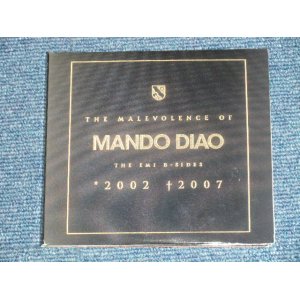 THE MALEVOLENCE OF
MANDO DIAO
THE EMI B-SIDES
*2002 †2007